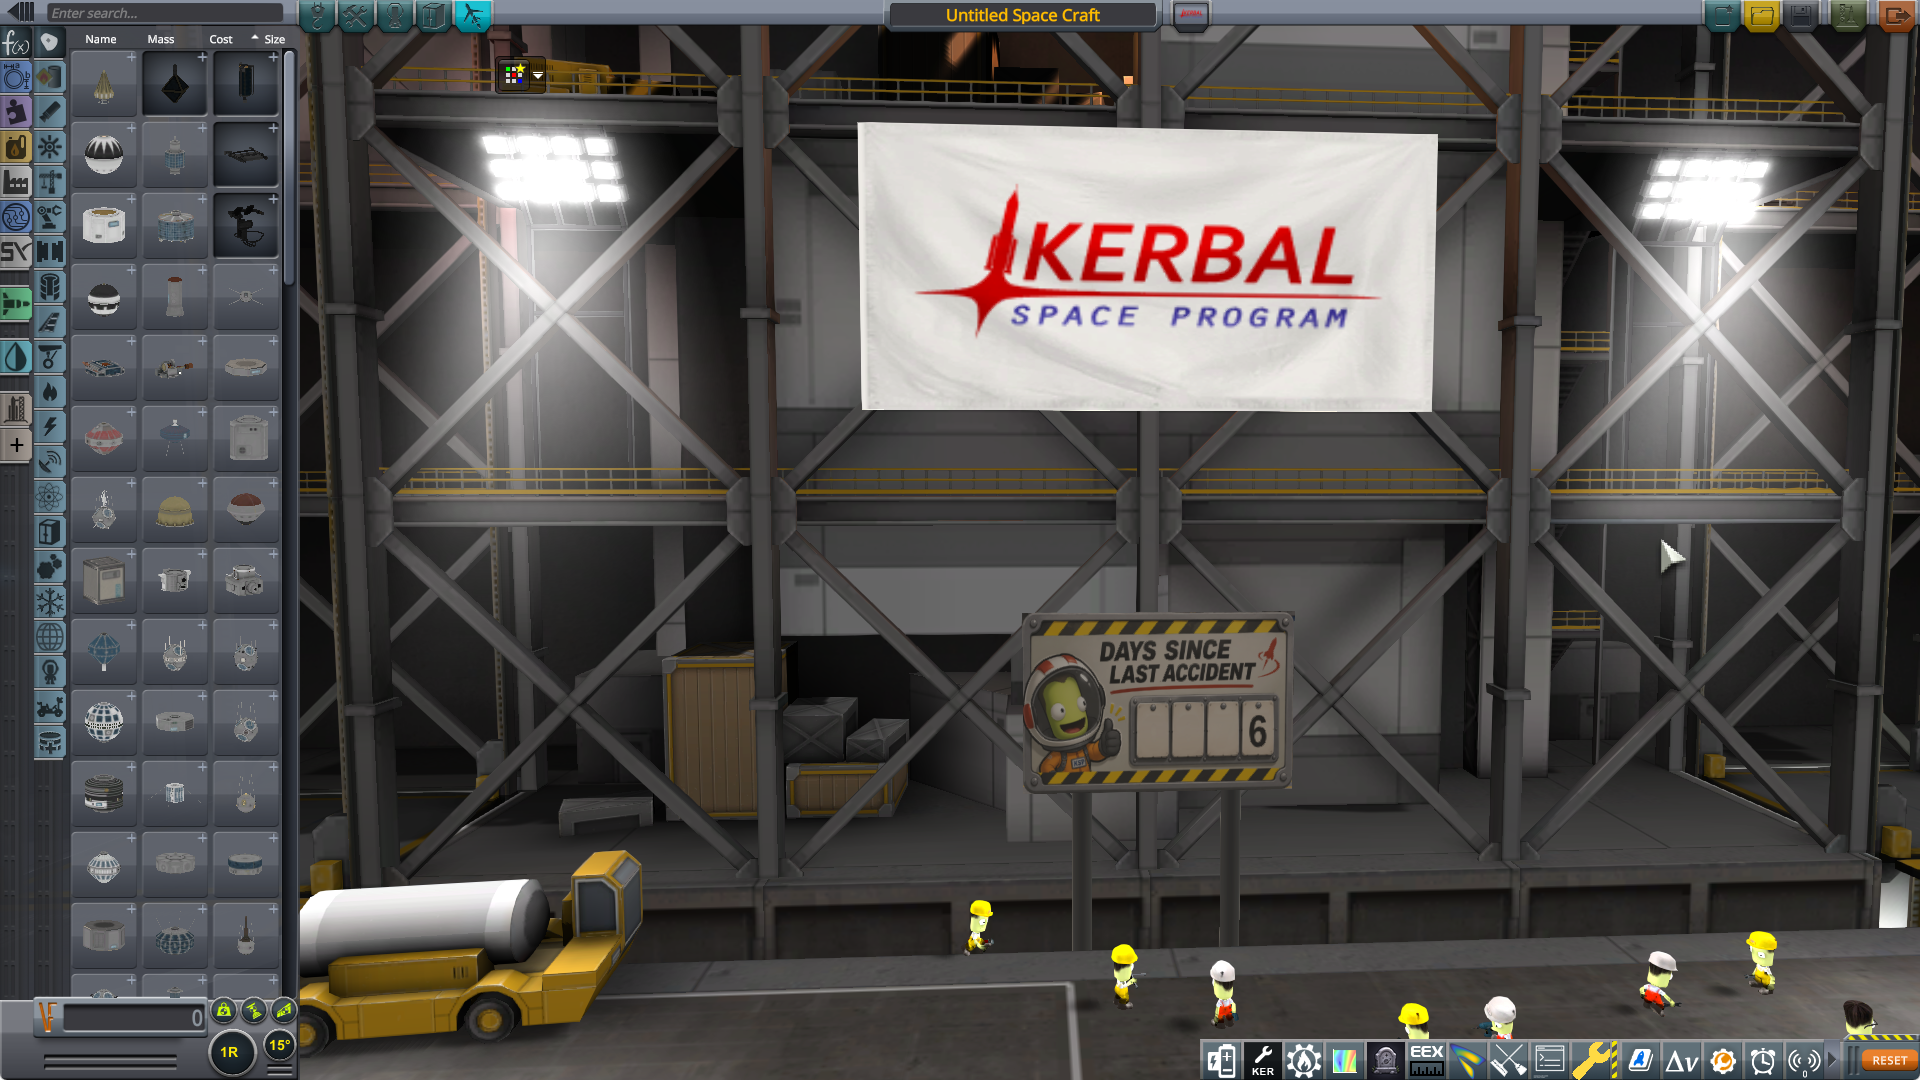 Enter search...
Untitled Space Craft
f(x)
Name Mass Cost Size
KERBAL
SPACE PROGRAM
DAYS SINCE
LAST ACCIDENT
6
0
1R
15°
KER
EEX
Δv
0
RESET